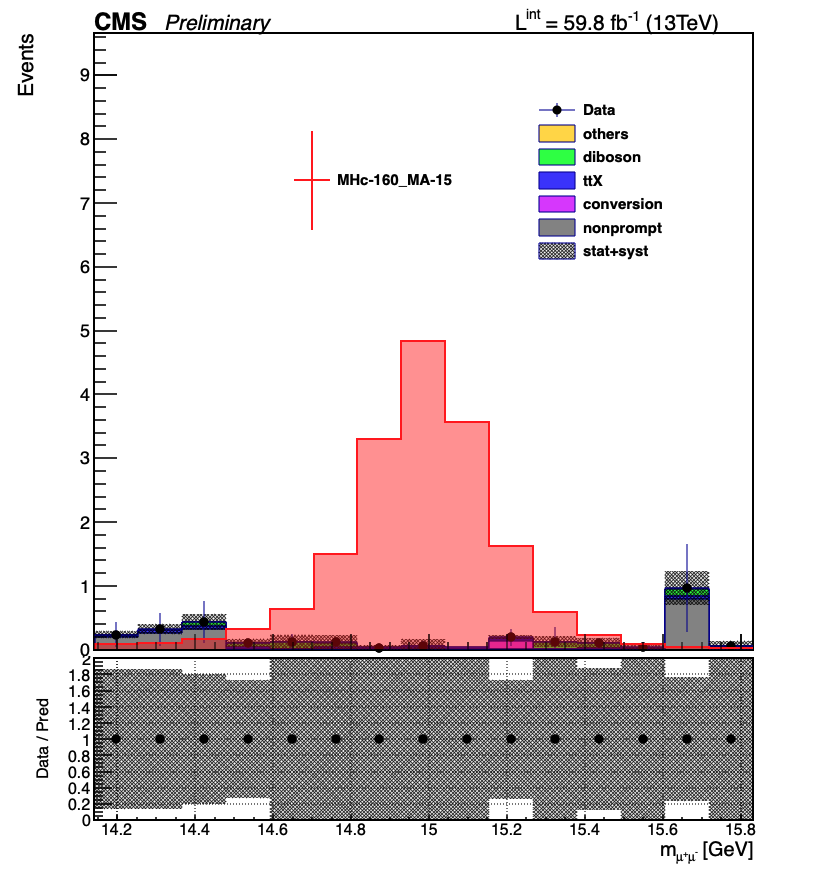 CMS Preliminary L^int = 59.8 fb⁻¹ (13TeV)
Events
9
8
7
6
5
4
3
2
1
0
MHc-160_MA-15
Data
others
diboson
ttX
conversion
nonprompt
stat+syst
Data / Pred
2
1.8
1.6
1.4
1.2
1
0.8
0.6
0.4
0.2
0
14.2 14.4 14.6 14.8 15 15.2 15.4 15.6 15.8
m_μ⁺μ⁻ [GeV]